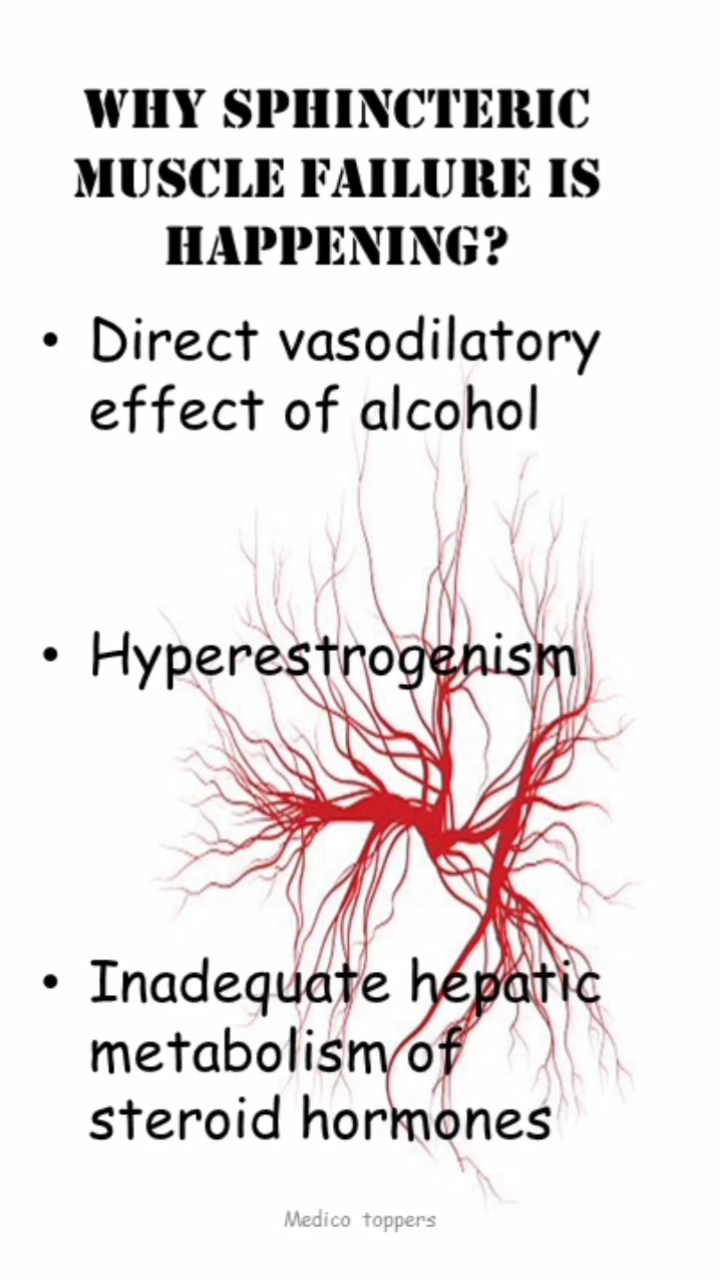 WHY SPHINCTERIC
MUSCLE FAILURE IS
HAPPENING?
• Direct vasodilatory
effect of alcohol
• Hyperestrogenism
• Inadequate hepatic
metabolism of
steroid hormones
Medico toppers